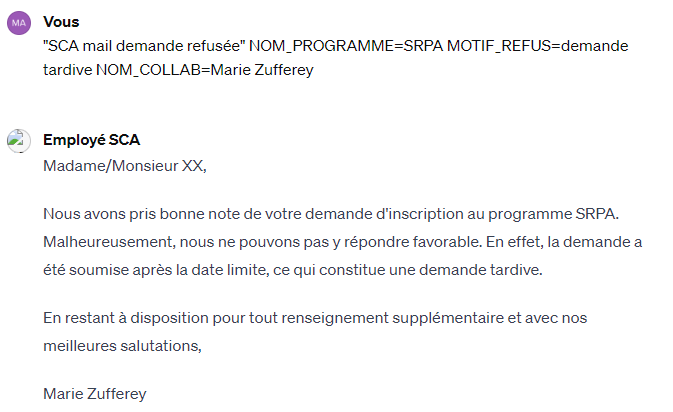 MA
Vous
"SCA mail demande refusée" NOM_PROGRAMME=SRPA MOTIF_REFUS=demande
tardive NOM_COLLAB=Marie Zufferey
Employé SCA
Madame/Monsieur XX,
Nous avons pris bonne note de votre demande d'inscription au programme SRPA.
Malheureusement, nous ne pouvons pas y répondre favorable. En effet, la demande a
été soumise après la date limite, ce qui constitue une demande tardive.
En restant à disposition pour tout renseignement supplémentaire et avec nos
meilleures salutations,
Marie Zufferey